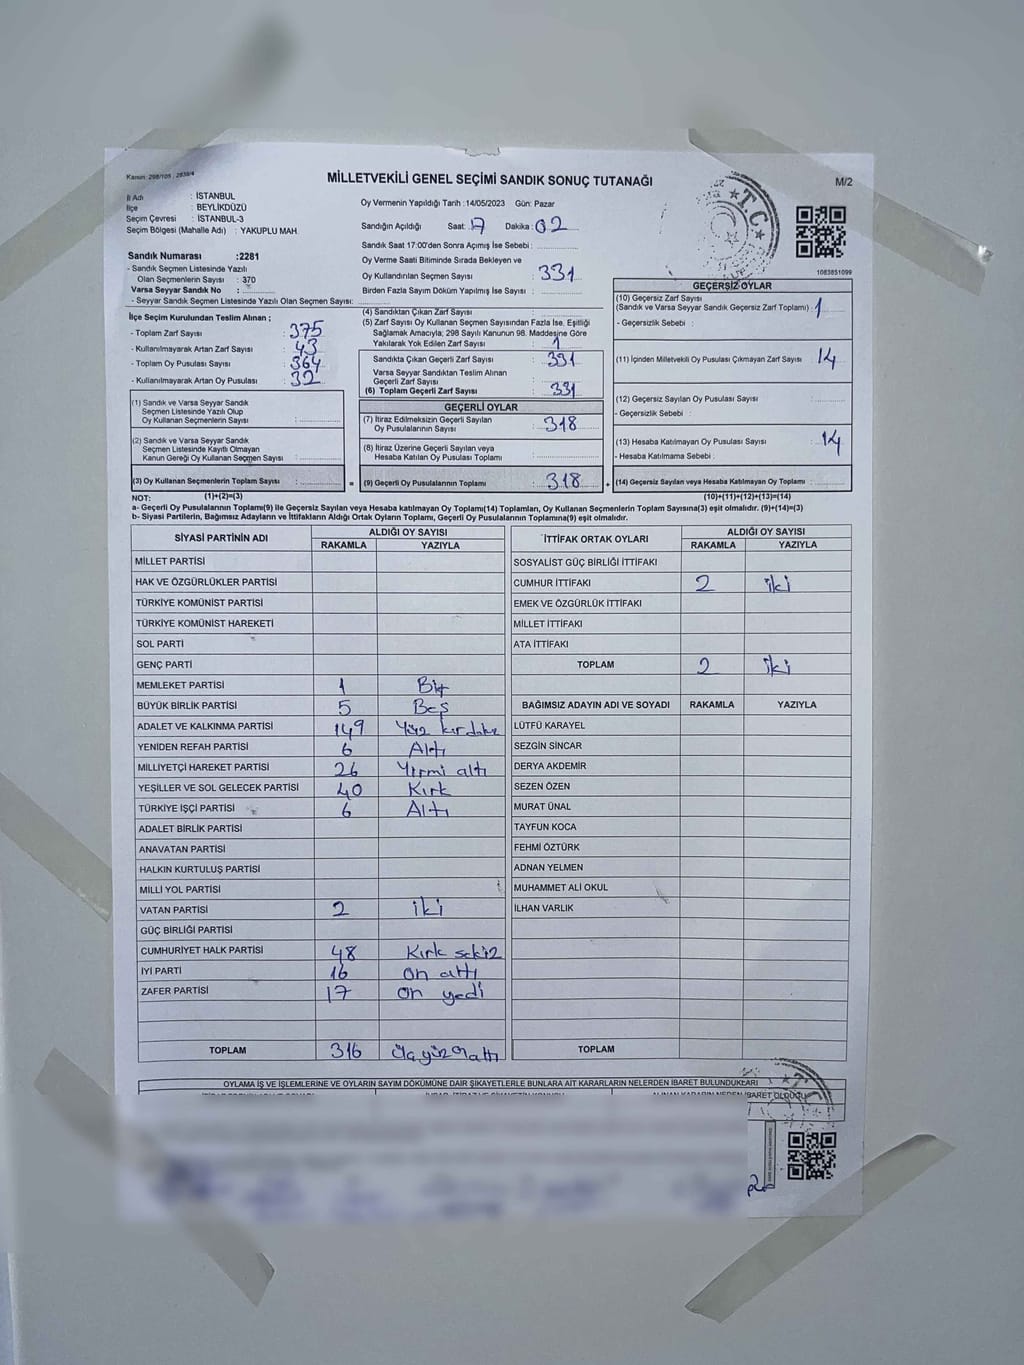 Kanun: 298/105, 2839/4
MİLLETVEKİLİ GENEL SEÇİMİ SANDIK SONUÇ TUTANAĞI
M/2
İl Adı : İSTANBUL
İlçe : BEYLİKDÜZÜ
Seçim Çevresi : İSTANBUL-3
Seçim Bölgesi (Mahalle Adı) : YAKUPLU MAH.
Sandık Numarası :2281
- Sandık Seçmen Listesinde Yazılı
Olan Seçmenlerin Sayısı : 370
Varsa Seyyar Sandık No :
- Seyyar Sandık Seçmen Listesinde Yazılı Olan Seçmen Sayısı:
Oy Vermenin Yapıldığı Tarih :14/05/2023 Gün: Pazar
Sandığın Açıldığı Saat: 17 Dakika: 02
Sandık Saat 17:00'den Sonra Açılmış İse Sebebi :
Oy Verme Saati Bitiminde Sırada Bekleyen ve
Oy Kullandırılan Seçmen Sayısı : 331
Birden Fazla Sayım Döküm Yapılmış İse Sayısı :
T.C.
1083851099
İlçe Seçim Kurulundan Teslim Alınan ;
- Toplam Zarf Sayısı : 375
- Kullanılmayarak Artan Zarf Sayısı : 43
- Toplam Oy Pusulası Sayısı : 364
- Kullanılmayarak Artan Oy Pusulası : 32
(1) Sandık ve Varsa Seyyar Sandık
Seçmen Listesinde Yazılı Olup
Oy Kullanan Seçmenlerin Sayısı :
(2) Sandık ve Varsa Seyyar Sandık
Seçmen Listesinde Kayıtlı Olmayan
Kanun Gereği Oy Kullanan Seçmen Sayısı :
(3) Oy Kullanan Seçmenlerin Toplam Sayısı :
(1)+(2)=(3)
(4) Sandıktan Çıkan Zarf Sayısı :
(5) Zarf Sayısı Oy Kullanan Seçmen Sayısından Fazla İse, Eşitliği
Sağlamak Amacıyla; 298 Sayılı Kanunun 98. Maddesine Göre
Yakılarak Yok Edilen Zarf Sayısı : 1
Sandıkta Çıkan Geçerli Zarf Sayısı : 331
Varsa Seyyar Sandıktan Teslim Alınan
Geçerli Zarf Sayısı :
(6) Toplam Geçerli Zarf Sayısı : 331
GEÇERLİ OYLAR
(7) İtiraz Edilmeksizin Geçerli Sayılan
Oy Pusulalarının Sayısı : 318
(8) İtiraz Üzerine Geçerli Sayılan veya
Hesaba Katılan Oy Pusulası Toplamı :
= (9) Geçerli Oy Pusulalarının Toplamı : 318
GEÇERSİZ OYLAR
(10) Geçersiz Zarf Sayısı
(Sandık ve Varsa Seyyar Sandık Geçersiz Zarf Toplamı) : 1
- Geçersizlik Sebebi :
(11) İçinden Milletvekili Oy Pusulası Çıkmayan Zarf Sayısı : 14
(12) Geçersiz Sayılan Oy Pusulası Sayısı :
- Geçersizlik Sebebi :
(13) Hesaba Katılmayan Oy Pusulası Sayısı : 14
- Hesaba Katılmama Sebebi :
+ (14) Geçersiz Sayılan veya Hesaba Katılmayan Oy Toplamı :
(10)+(11)+(12)+(13)=(14)
NOT:
a- Geçerli Oy Pusulalarının Toplamı(9) ile Geçersiz Sayılan veya Hesaba katılmayan Oy Toplamı(14) Toplamları, Oy Kullanan Seçmenlerin Toplam Sayısına(3) eşit olmalıdır. (9)+(14)=(3)
b- Siyasi Partilerin, Bağımsız Adayların ve İttifakların Aldığı Ortak Oyların Toplamı, Geçerli Oy Pusulalarının Toplamına(9) eşit olmalıdır.
SİYASİ PARTİNİN ADI ALDIĞI OY SAYISI
RAKAMLA YAZIYLA
MİLLET PARTİSİ
HAK VE ÖZGÜRLÜKLER PARTİSİ
TÜRKİYE KOMÜNİST PARTİSİ
TÜRKİYE KOMÜNİST HAREKETİ
SOL PARTİ
GENÇ PARTİ
MEMLEKET PARTİSİ 1 Bir
BÜYÜK BİRLİK PARTİSİ 5 Beş
ADALET VE KALKINMA PARTİSİ 149 Yüz
YENİDEN REFAH PARTİSİ 6 Altı
MİLLİYETÇİ HAREKET PARTİSİ 26 Yirmi altı
YEŞİLLER VE SOL GELECEK PARTİSİ 40 Kırk
TÜRKİYE İŞÇİ PARTİSİ 6 Altı
ADALET BİRLİK PARTİSİ
ANAVATAN PARTİSİ
HALKIN KURTULUŞ PARTİSİ
MİLLİ YOL PARTİSİ
VATAN PARTİSİ 2 iki
GÜÇ BİRLİĞİ PARTİSİ
CUMHURİYET HALK PARTİSİ 48 Kırk sekiz
İYİ PARTİ 16 on altı
ZAFER PARTİSİ 17 on yedi
TOPLAM 316 üçyüz on altı
İTTİFAK ORTAK OYLARI ALDIĞI OY SAYISI
RAKAMLA YAZIYLA
SOSYALİST GÜÇ BİRLİĞİ İTTİFAKI
CUMHUR İTTİFAKI 2 iki
EMEK VE ÖZGÜRLÜK İTTİFAKI
MİLLET İTTİFAKI
ATA İTTİFAKI
TOPLAM 2 iki
BAĞIMSIZ ADAYIN ADI VE SOYADI RAKAMLA YAZIYLA
LÜTFÜ KARAYEL
SEZGİN SİNCAR
DERYA AKDEMİR
SEZEN ÖZEN
MURAT ÜNAL
TAYFUN KOCA
FEHMİ ÖZTÜRK
ADNAN YELMEN
MUHAMMET ALİ OKUL
İLHAN VARLIK
TOPLAM
OYLAMA İŞ VE İŞLEMLERİNE VE OYLARIN SAYIM DÖKÜMÜNE DAİR ŞİKAYETLERLE BUNLARA AİT KARARLARIN NELERDEN İBARET BULUNDUKLARI